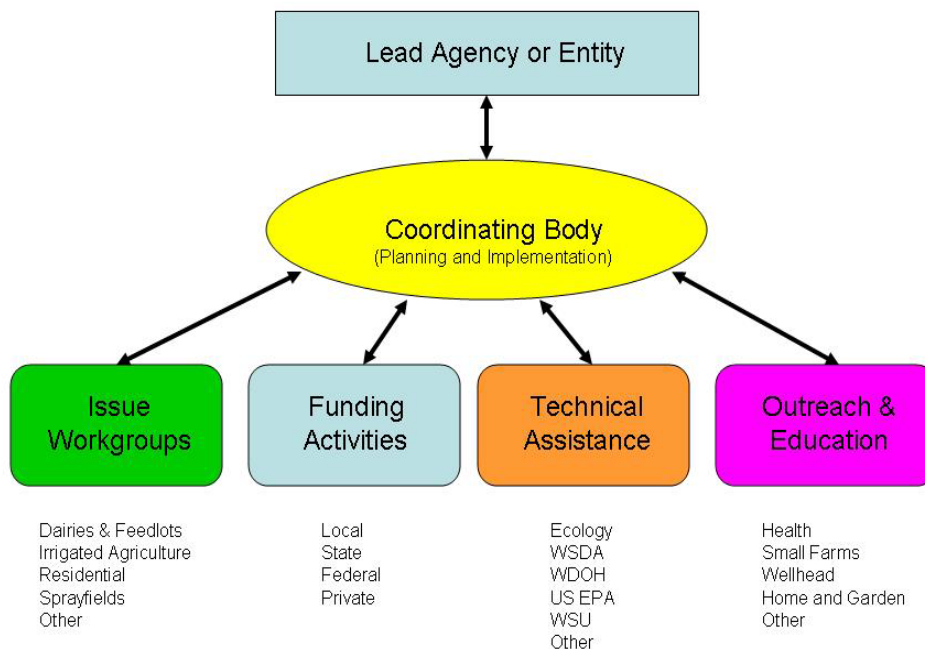 Lead Agency or Entity
Coordinating Body
(Planning and Implementation)
Issue
Workgroups
Funding
Activities
Technical
Assistance
Outreach &
Education
Dairies & Feedlots
Irrigated Agriculture
Residential
Sprayfields
Other
Local
State
Federal
Private
Ecology
WSDA
WDOH
US EPA
WSU
Other
Health
Small Farms
Wellhead
Home and Garden
Other